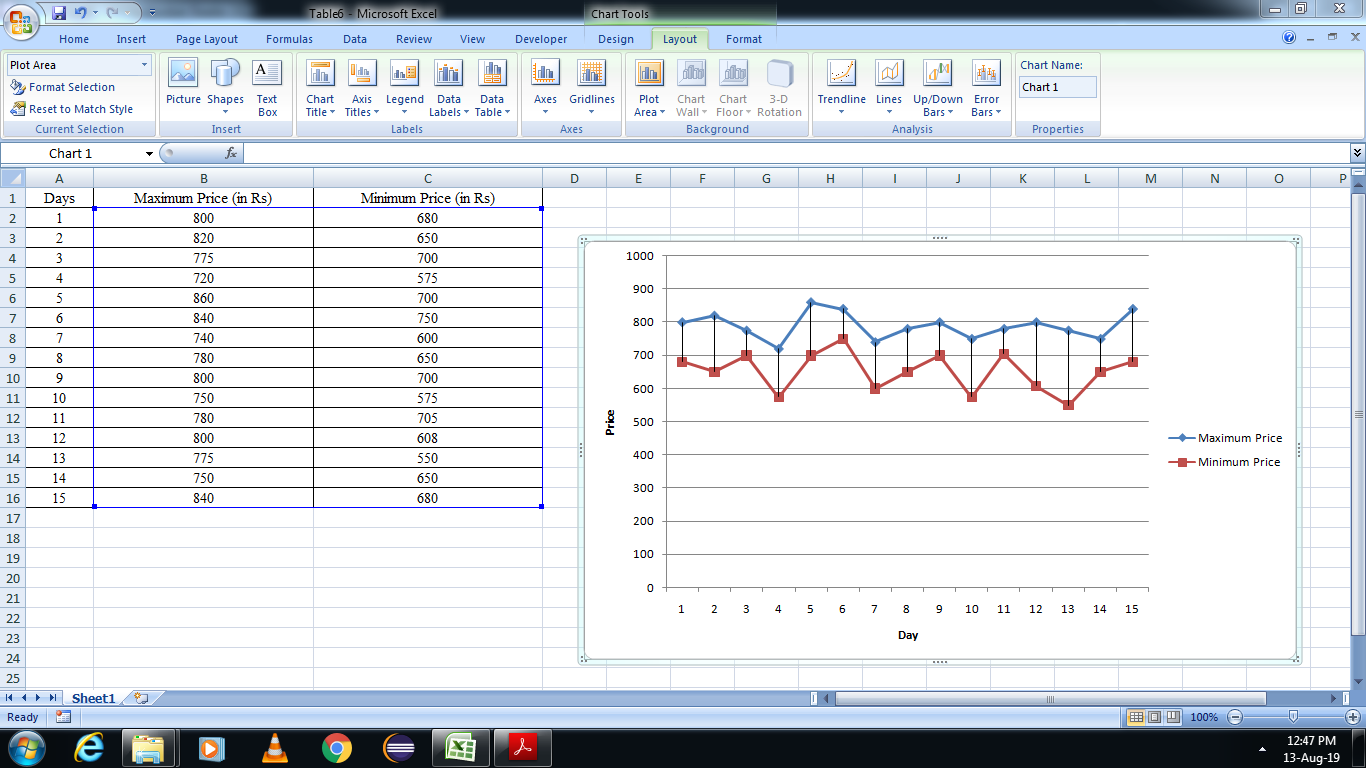 Table6 - Microsoft Excel
Chart Tools
Home Insert Page Layout Formulas Data Review View Developer Design Layout Format
Plot Area
Format Selection
Reset to Match Style
Current Selection
Picture Shapes Text Box
Insert
Chart Title Axis Titles Legend Data Labels Data Table
Labels
Axes Gridlines
Axes
Plot Area Chart Wall Chart Floor 3-D Rotation
Background
Trendline Lines Up/Down Bars Error Bars
Analysis
Chart Name:
Chart 1
Properties
Chart 1 fx
A B C D E F G H I J K L M N O P
1 Days Maximum Price (in Rs) Minimum Price (in Rs)
2 1 800 680
3 2 820 650
4 3 775 700
5 4 720 575
6 5 860 700
7 6 840 750
8 7 740 600
9 8 780 650
10 9 800 700
11 10 750 575
12 11 780 705
13 12 800 608
14 13 775 550
15 14 750 650
16 15 840 680
17
18
19
20
21
22
23
24
25
1000
900
800
700
600
500
400
300
200
100
0
Price
1 2 3 4 5 6 7 8 9 10 11 12 13 14 15
Day
Maximum Price
Minimum Price
Sheet1
Ready
100%
12:47 PM
13-Aug-19